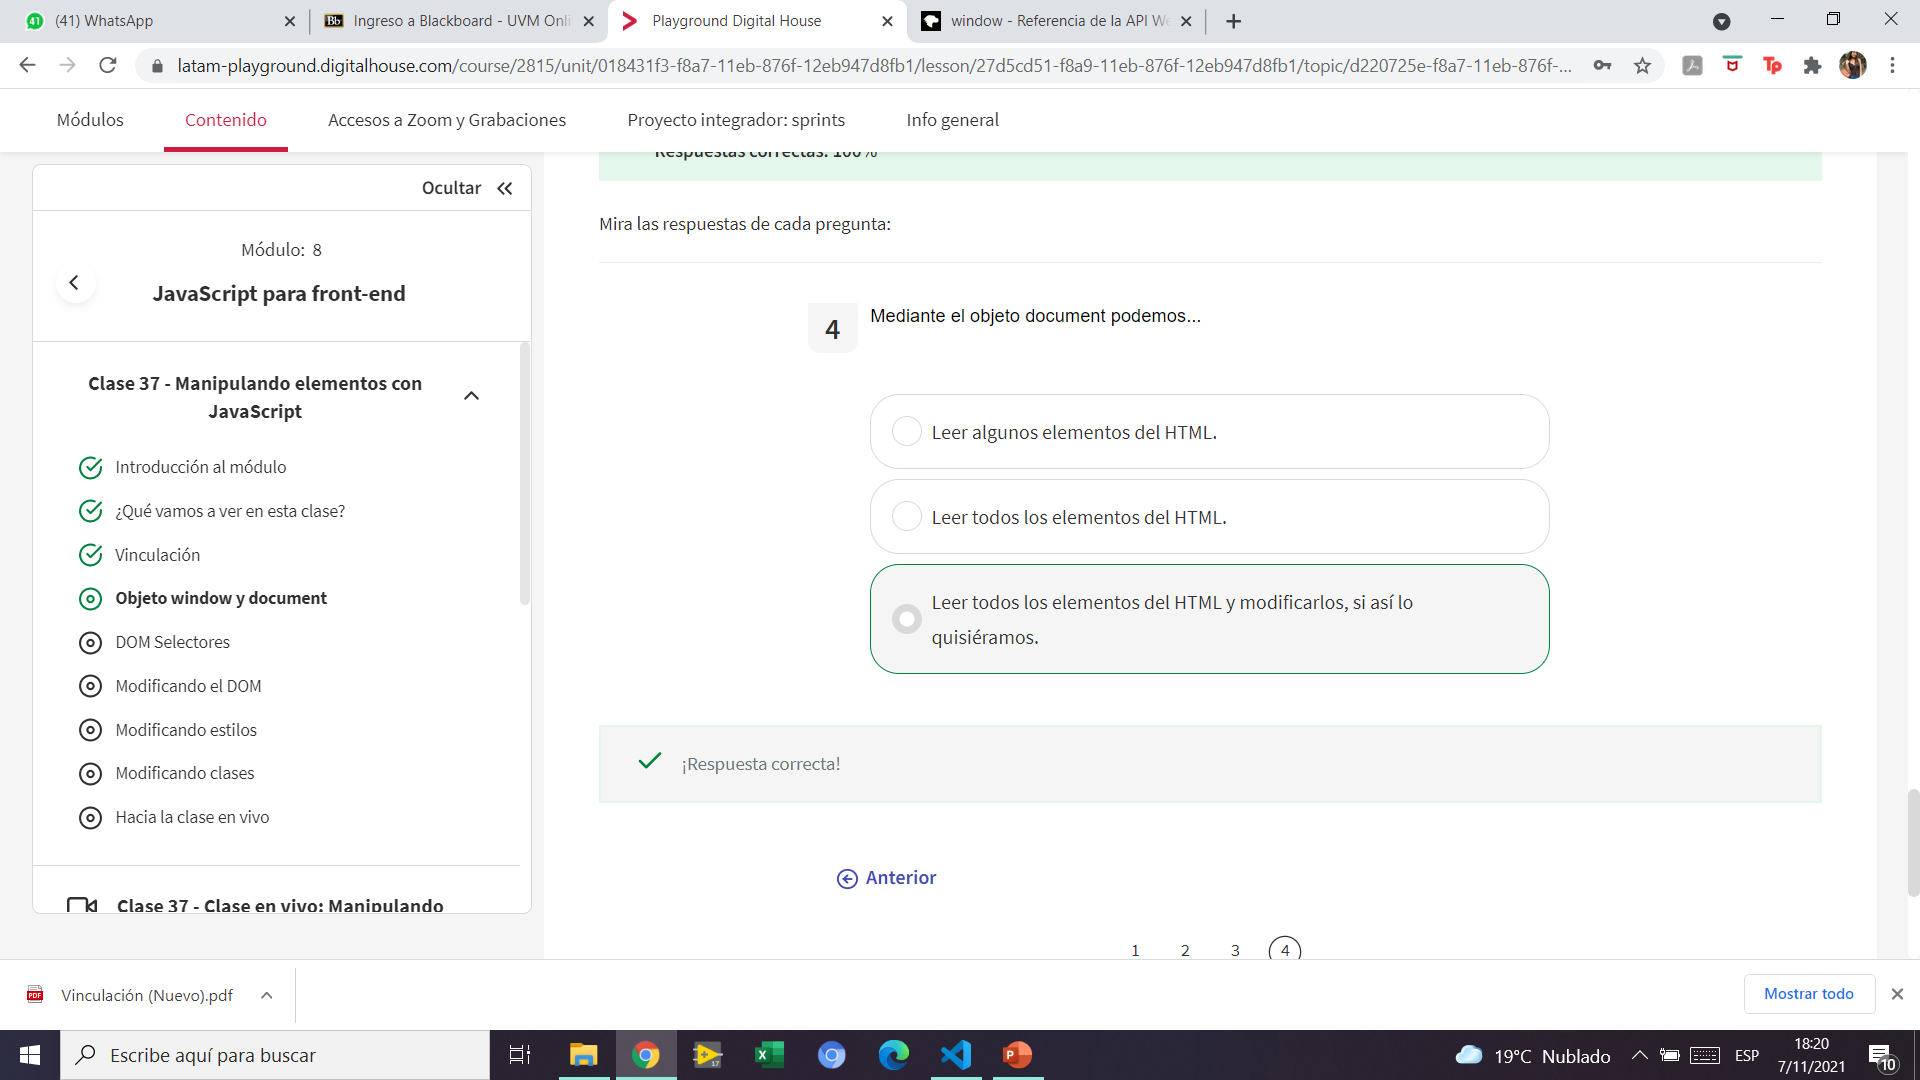 (41) WhatsApp
Ingreso a Blackboard - UVM Onli
Playground Digital House
window - Referencia de la API We
latam-playground.digitalhouse.com/course/2815/unit/018431f3-f8a7-11eb-876f-12eb947d8fb1/lesson/27d5cd51-f8a9-11eb-876f-12eb947d8fb1/topic/d220725e-f8a7-11eb-876f-...
Módulos
Contenido
Accesos a Zoom y Grabaciones
Proyecto integrador: sprints
Info general
Ocultar
Módulo: 8
JavaScript para front-end
Clase 37 - Manipulando elementos con
JavaScript
Introducción al módulo
¿Qué vamos a ver en esta clase?
Vinculación
Objeto window y document
DOM Selectores
Modificando el DOM
Modificando estilos
Modificando clases
Hacia la clase en vivo
Clase 37 - Clase en vivo: Manipulando
Respuestas correctas: 100%
Mira las respuestas de cada pregunta:
4
Mediante el objeto document podemos...
Leer algunos elementos del HTML.
Leer todos los elementos del HTML.
Leer todos los elementos del HTML y modificarlos, si así lo
quisiéramos.
¡Respuesta correcta!
Anterior
1 2 3 4
Vinculación (Nuevo).pdf
Mostrar todo
Escribe aquí para buscar
19°C Nublado
ESP
18:20
7/11/2021
10